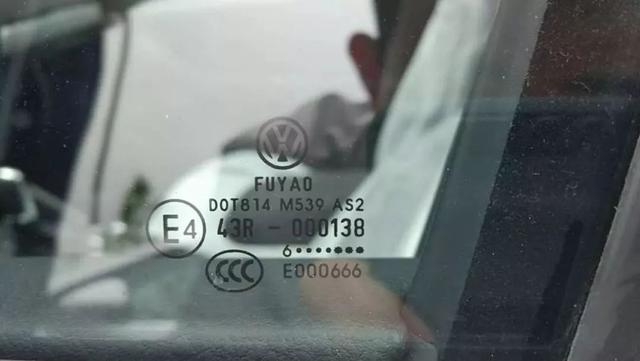 FUYAO
DOT814 M539 AS2
E4 43R - 000138
6•••••••
CCC E000666